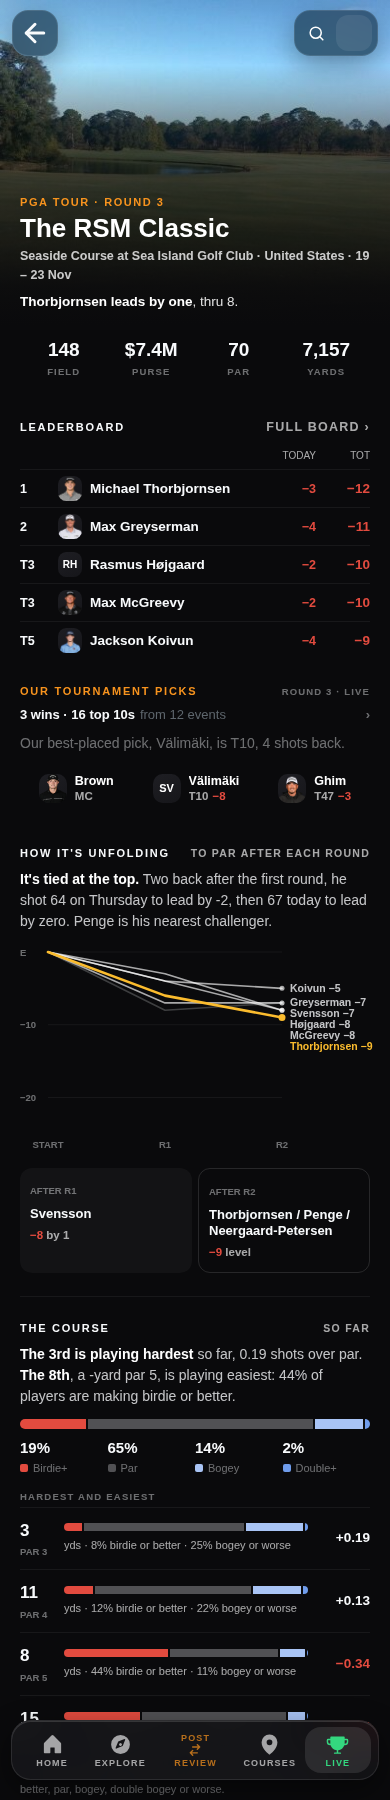 PGA TOUR · ROUND 3
The RSM Classic
Seaside Course at Sea Island Golf Club · United States · 19
– 23 Nov
Thorbjornsen leads by one, thru 8.
148 $7.4M 70 7,157
FIELD PURSE PAR YARDS
LEADERBOARD FULL BOARD ›
TODAY TOT
1 Michael Thorbjornsen −3 −12
2 Max Greyserman −4 −11
T3 RH Rasmus Højgaard −2 −10
T3 Max McGreevy −2 −10
T5 Jackson Koivun −4 −9
OUR TOURNAMENT PICKS ROUND 3 · LIVE
3 wins · 16 top 10s from 12 events ›
Our best-placed pick, Välimäki, is T10, 4 shots back.
Brown SV Välimäki Ghim
MC T10 −8 T47 −3
HOW IT'S UNFOLDING TO PAR AFTER EACH ROUND
It's tied at the top. Two back after the first round, he
shot 64 on Thursday to lead by -2, then 67 today to lead
by zero. Penge is his nearest challenger.
E
Koivun −5
Greyserman −7
Svensson −7
−10 Højgaard −8
McGreevy −8
Thorbjornsen −9
−20
START R1 R2
AFTER R1
Svensson
−8 by 1
AFTER R2
Thorbjornsen / Penge /
Neergaard-Petersen
−9 level
THE COURSE SO FAR
The 3rd is playing hardest so far, 0.19 shots over par.
The 8th, a -yard par 5, is playing easiest: 44% of
players are making birdie or better.
19% 65% 14% 2%
Birdie+ Par Bogey Double+
HARDEST AND EASIEST
3 +0.19
PAR 3 yds · 8% birdie or better · 25% bogey or worse
11 +0.13
PAR 4 yds · 12% birdie or better · 22% bogey or worse
8 −0.34
PAR 5 yds · 44% birdie or better · 11% bogey or worse
15
HOME EXPLORE POST REVIEW COURSES LIVE
better, par, bogey, double bogey or worse.